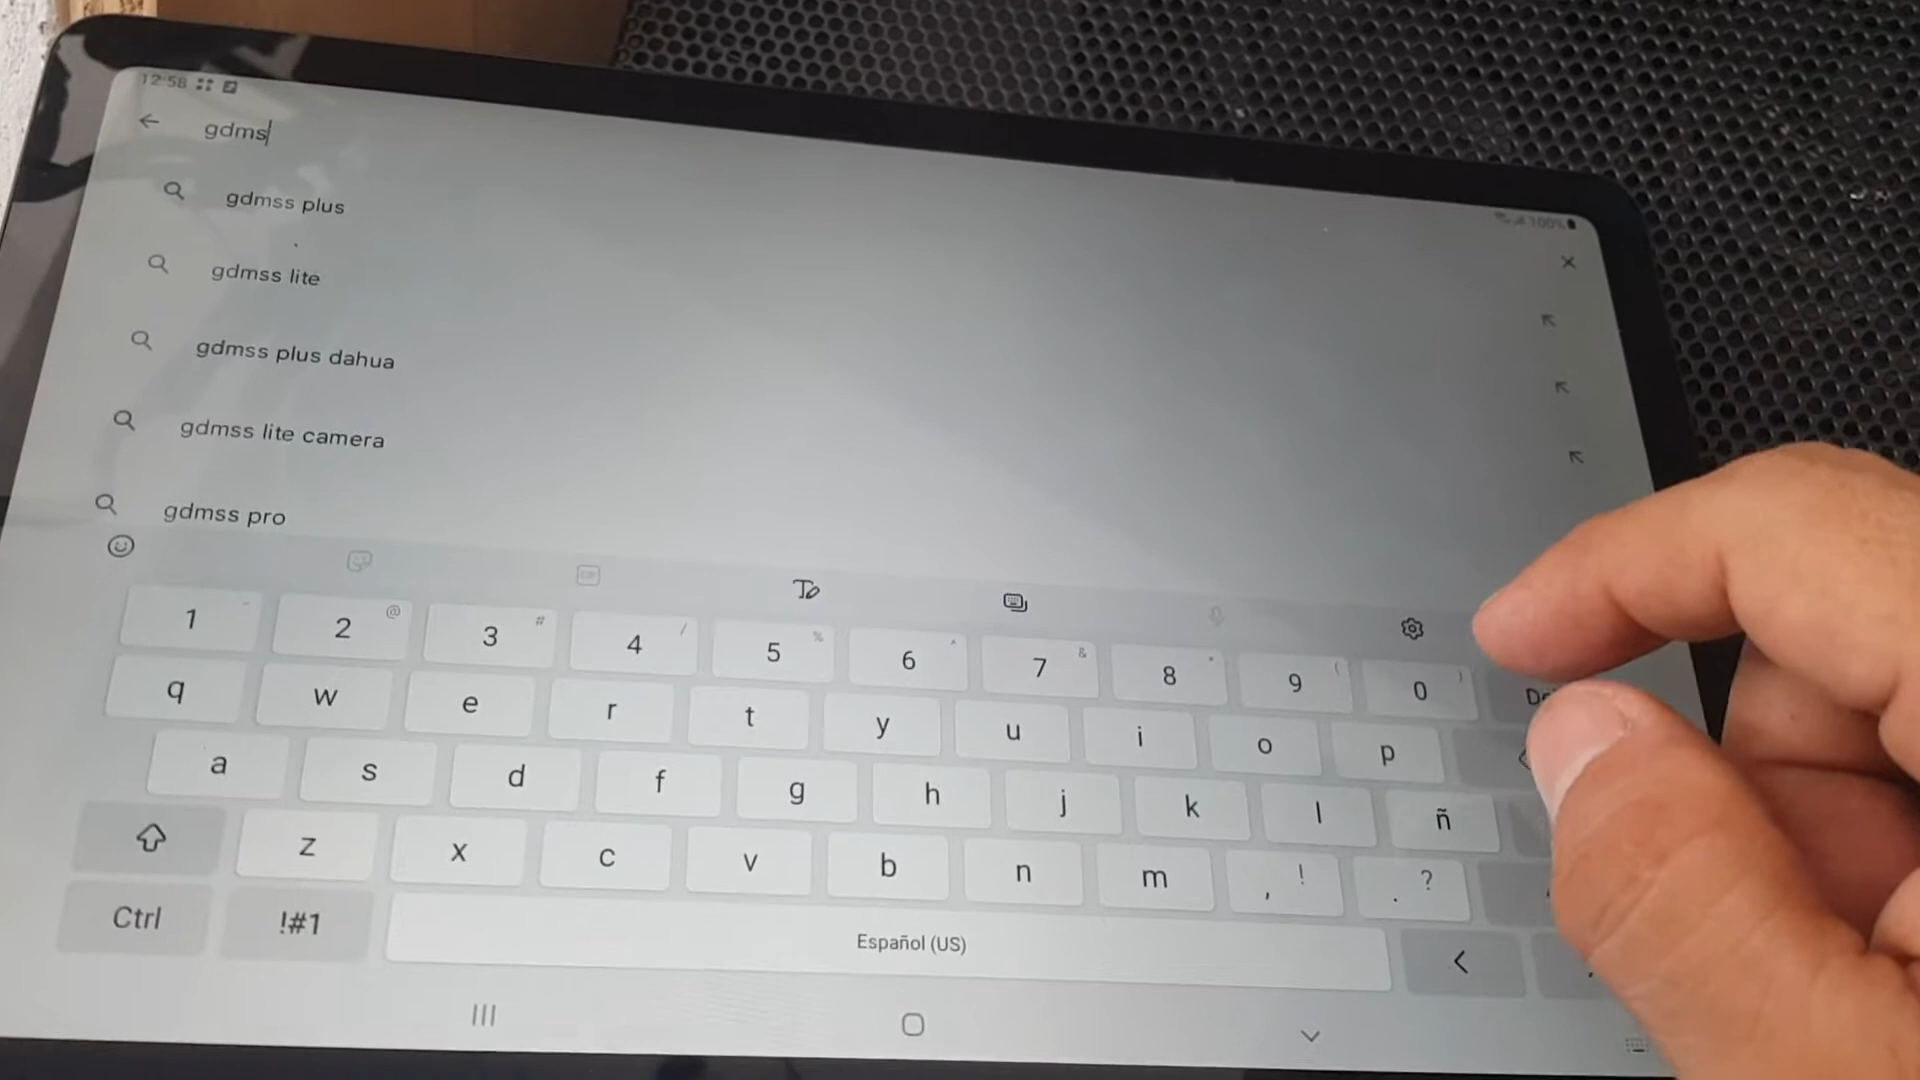 12:58
100%
gdms
gdmss plus
gdmss lite
gdmss plus dahua
gdmss lite camera
gdmss pro
1 2 @ 3 # 4 / 5 % 6 ^ 7 & 8 * 9 ( 0 )
q w e r t y u i o p
a s d f g h j k l ñ
z x c v b n m , ! . ?
Ctrl !#1 Español (US) <